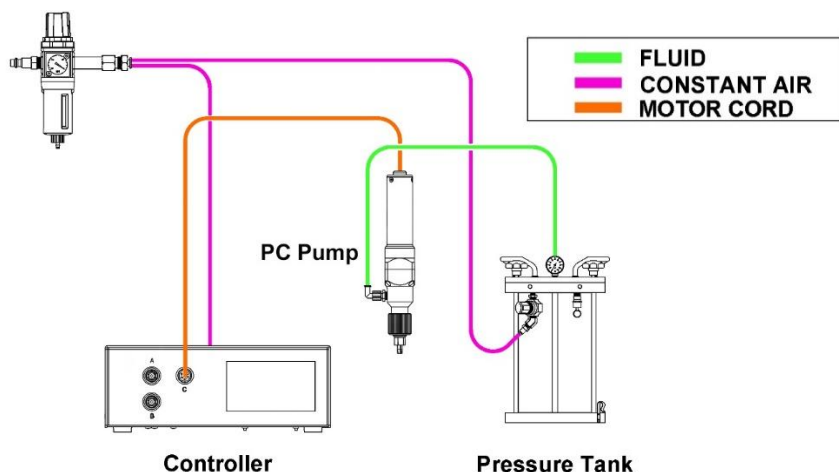 FLUID
CONSTANT AIR
MOTOR CORD
PC Pump
A
C
B
Controller
Pressure Tank